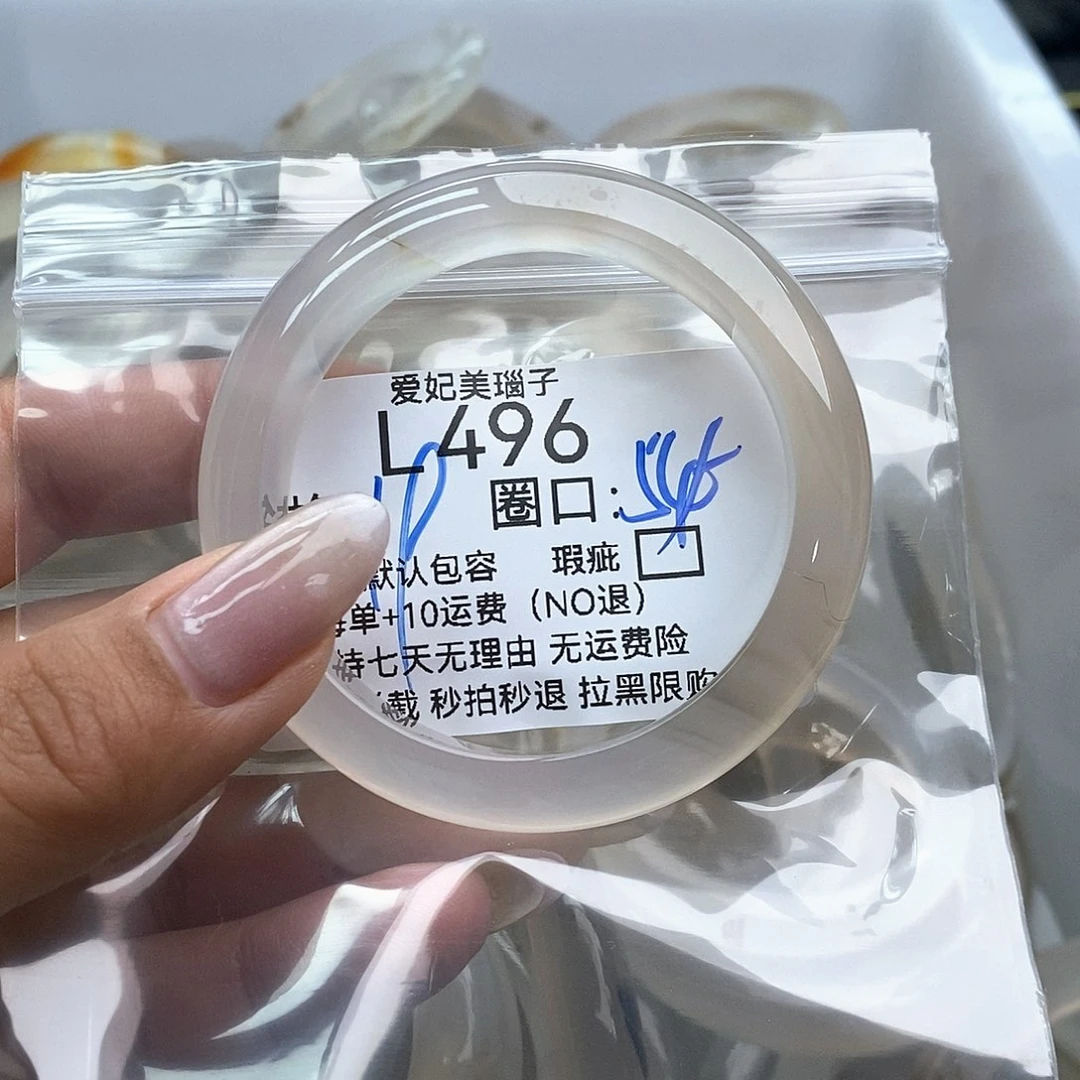 爱妃美瑙子
L496
圈口：
默认包容 瑕疵
单+10运费（NO退）
持七天无理由 无运费险
截 秒拍秒退 拉黑限购